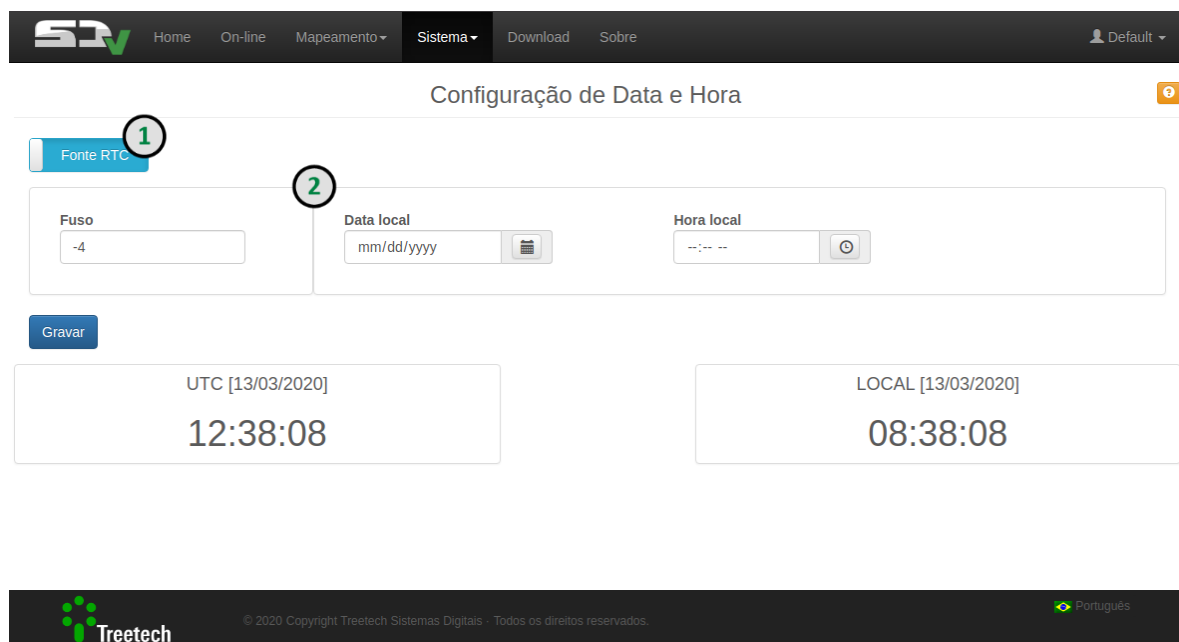 SDV Home On-line Mapeamento Sistema Download Sobre Default
Configuração de Data e Hora
?
1
Fonte RTC
2
Fuso Data local Hora local
-4 mm/dd/yyyy --:-- --
Gravar
UTC [13/03/2020] LOCAL [13/03/2020]
12:38:08 08:38:08
Português
© 2020 Copyright Treetech Sistemas Digitais - Todos os direitos reservados.
Treetech